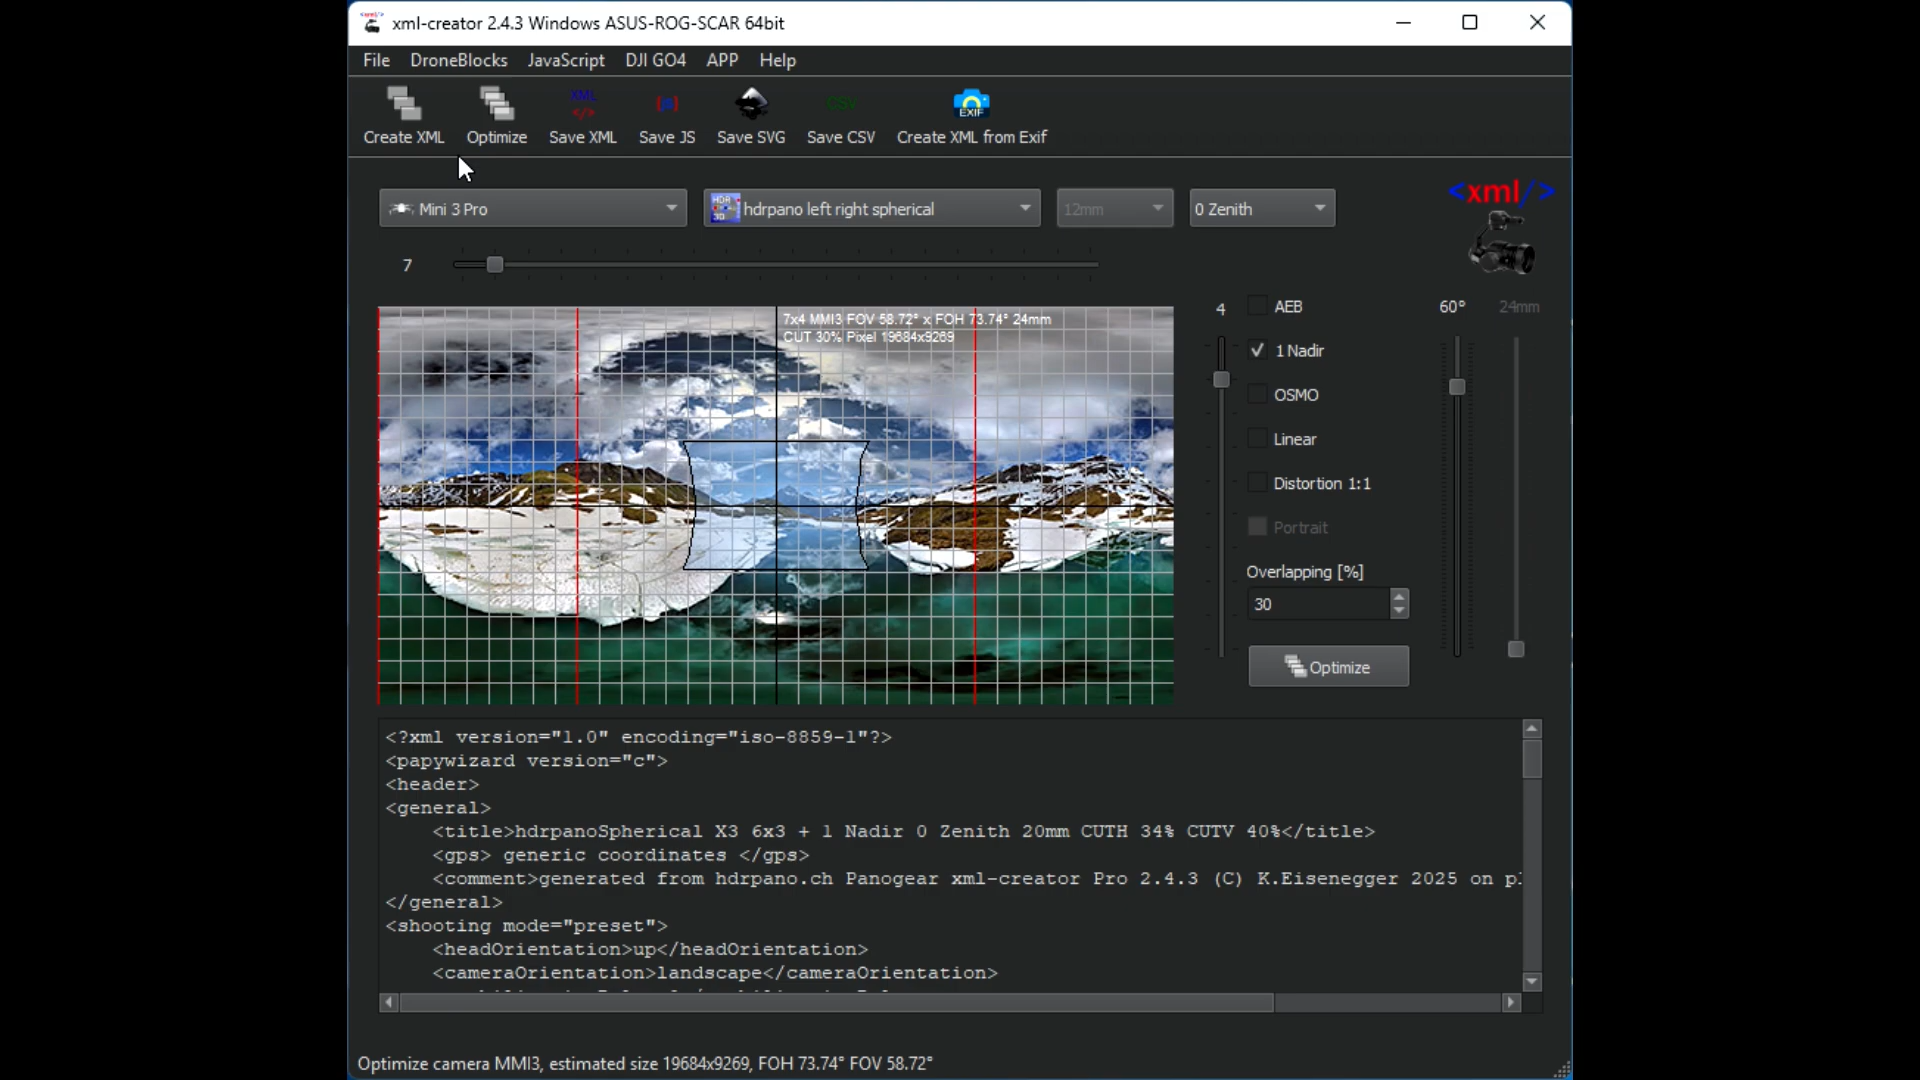 xml-creator 2.4.3 Windows ASUS-ROG-SCAR 64bit
File DroneBlocks JavaScript DJI GO4 APP Help
XML </> {JS} CSV EXIF
Create XML Optimize Save XML Save JS Save SVG Save CSV Create XML from Exif
<xml/>
Mini 3 Pro HDR 3D hdrpano left right spherical 12mm 0 Zenith
7
4 AEB 60° 24mm
7x4 MMI3 FOV 58.72° x FOH 73.74° 24mm
CUT 30% Pixel 19684x9269
1 Nadir
OSMO
Linear
Distortion 1:1
Portrait
Overlapping [%]
30
Optimize
<?xml version="1.0" encoding="iso-8859-1"?>
<papywizard version="c">
<header>
<general>
<title>hdrpanoSpherical X3 6x3 + 1 Nadir 0 Zenith 20mm CUTH 34% CUTV 40%</title>
<gps> generic coordinates </gps>
<comment>generated from hdrpano.ch Panogear xml-creator Pro 2.4.3 (C) K.Eisenegger 2025 on
</general>
<shooting mode="preset">
<headOrientation>up</headOrientation>
<cameraOrientation>landscape</cameraOrientation>
Optimize camera MMI3, estimated size 19684x9269, FOH 73.74° FOV 58.72°